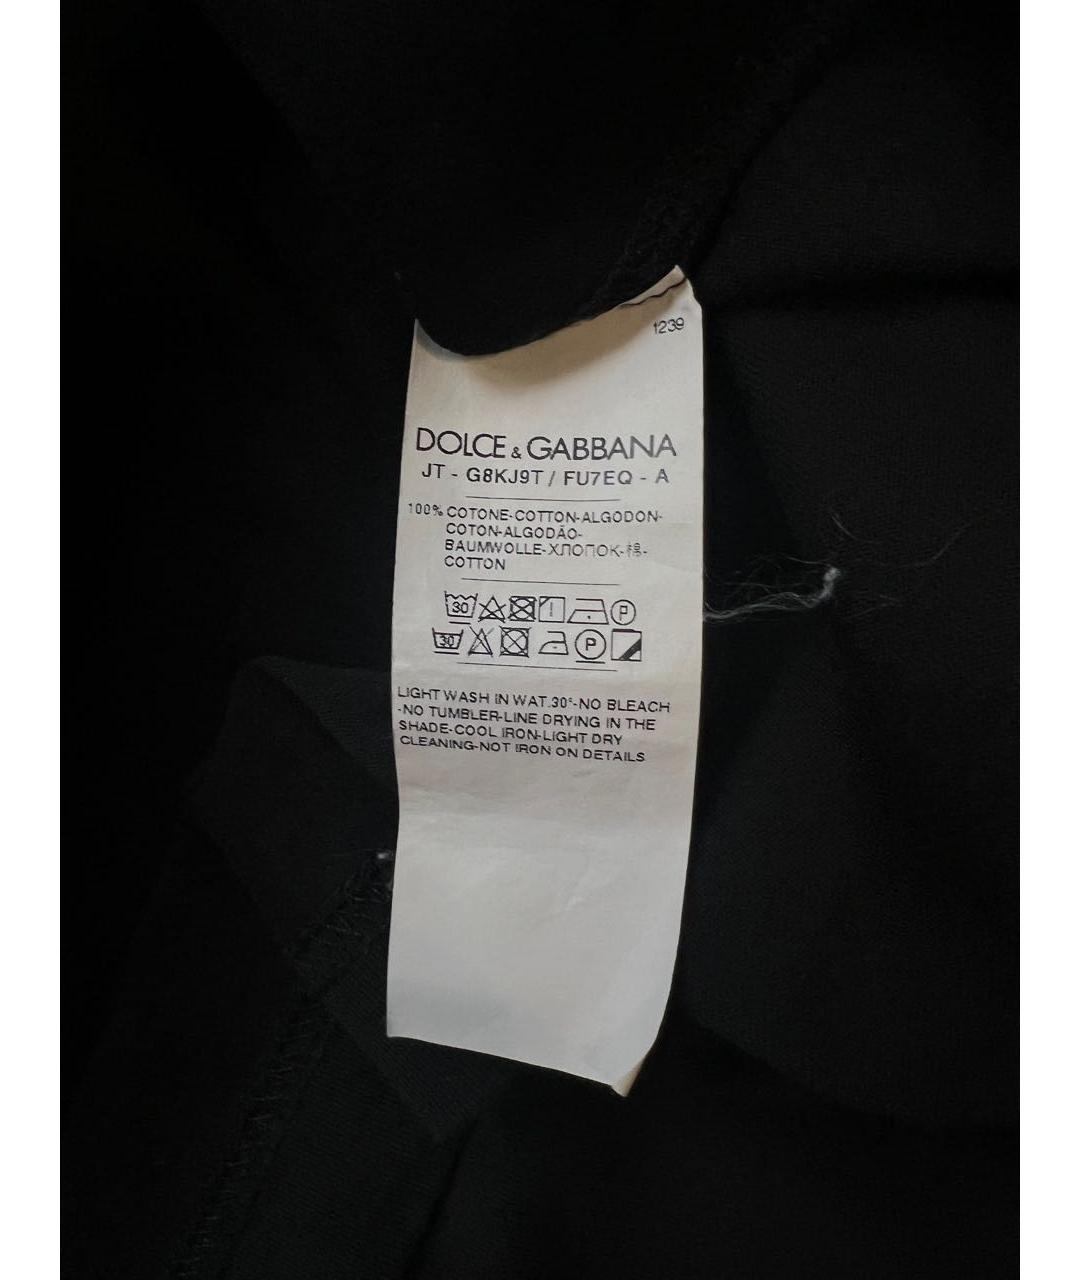 1239
DOLCE & GABBANA
JT - G8KJ9T / FU7EQ - A
100% COTONE-COTTON-ALGODON-
COTON-ALGODÃO-
BAUMWOLLE-ХЛОПОК-棉-
COTTON
30 P
30 P
LIGHT WASH IN WAT.30°-NO BLEACH
-NO TUMBLER-LINE DRYING IN THE
SHADE-COOL IRON-LIGHT DRY
CLEANING-NOT IRON ON DETAILS